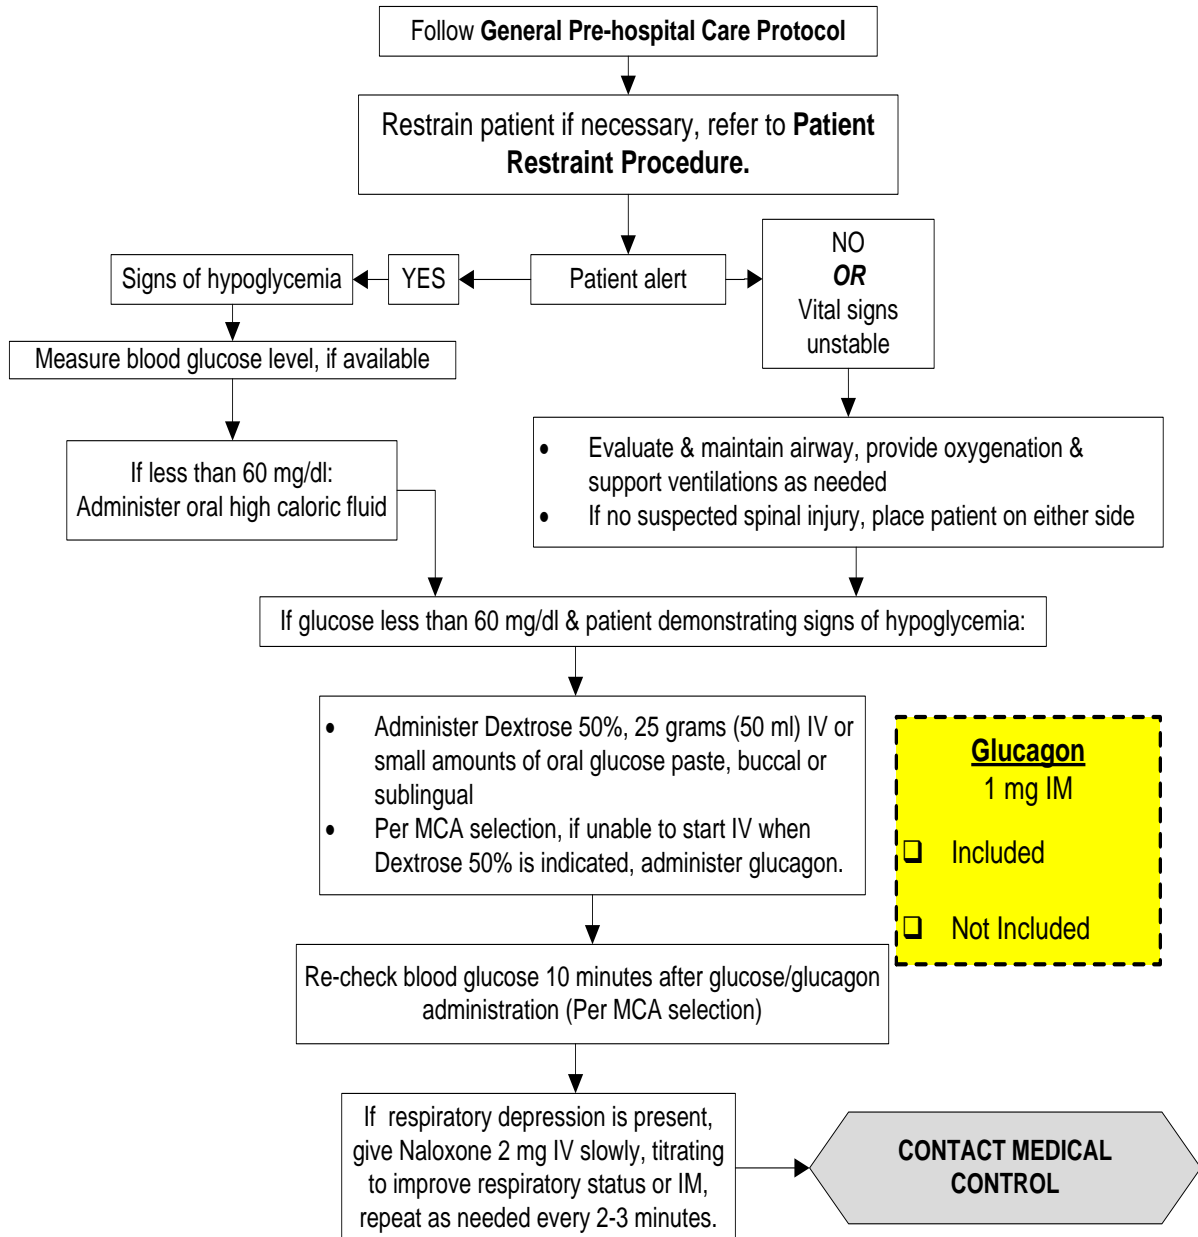 Follow General Pre-hospital Care Protocol
Restrain patient if necessary, refer to Patient
Restraint Procedure.
Signs of hypoglycemia
YES
Patient alert
NO
OR
Vital signs
unstable
Measure blood glucose level, if available
If less than 60 mg/dl:
Administer oral high caloric fluid
• Evaluate & maintain airway, provide oxygenation &
support ventilations as needed
• If no suspected spinal injury, place patient on either side
If glucose less than 60 mg/dl & patient demonstrating signs of hypoglycemia:
• Administer Dextrose 50%, 25 grams (50 ml) IV or
small amounts of oral glucose paste, buccal or
sublingual
• Per MCA selection, if unable to start IV when
Dextrose 50% is indicated, administer glucagon.
Glucagon
1 mg IM
❑ Included
❑ Not Included
Re-check blood glucose 10 minutes after glucose/glucagon
administration (Per MCA selection)
If respiratory depression is present,
give Naloxone 2 mg IV slowly, titrating
to improve respiratory status or IM,
repeat as needed every 2-3 minutes.
CONTACT MEDICAL
CONTROL